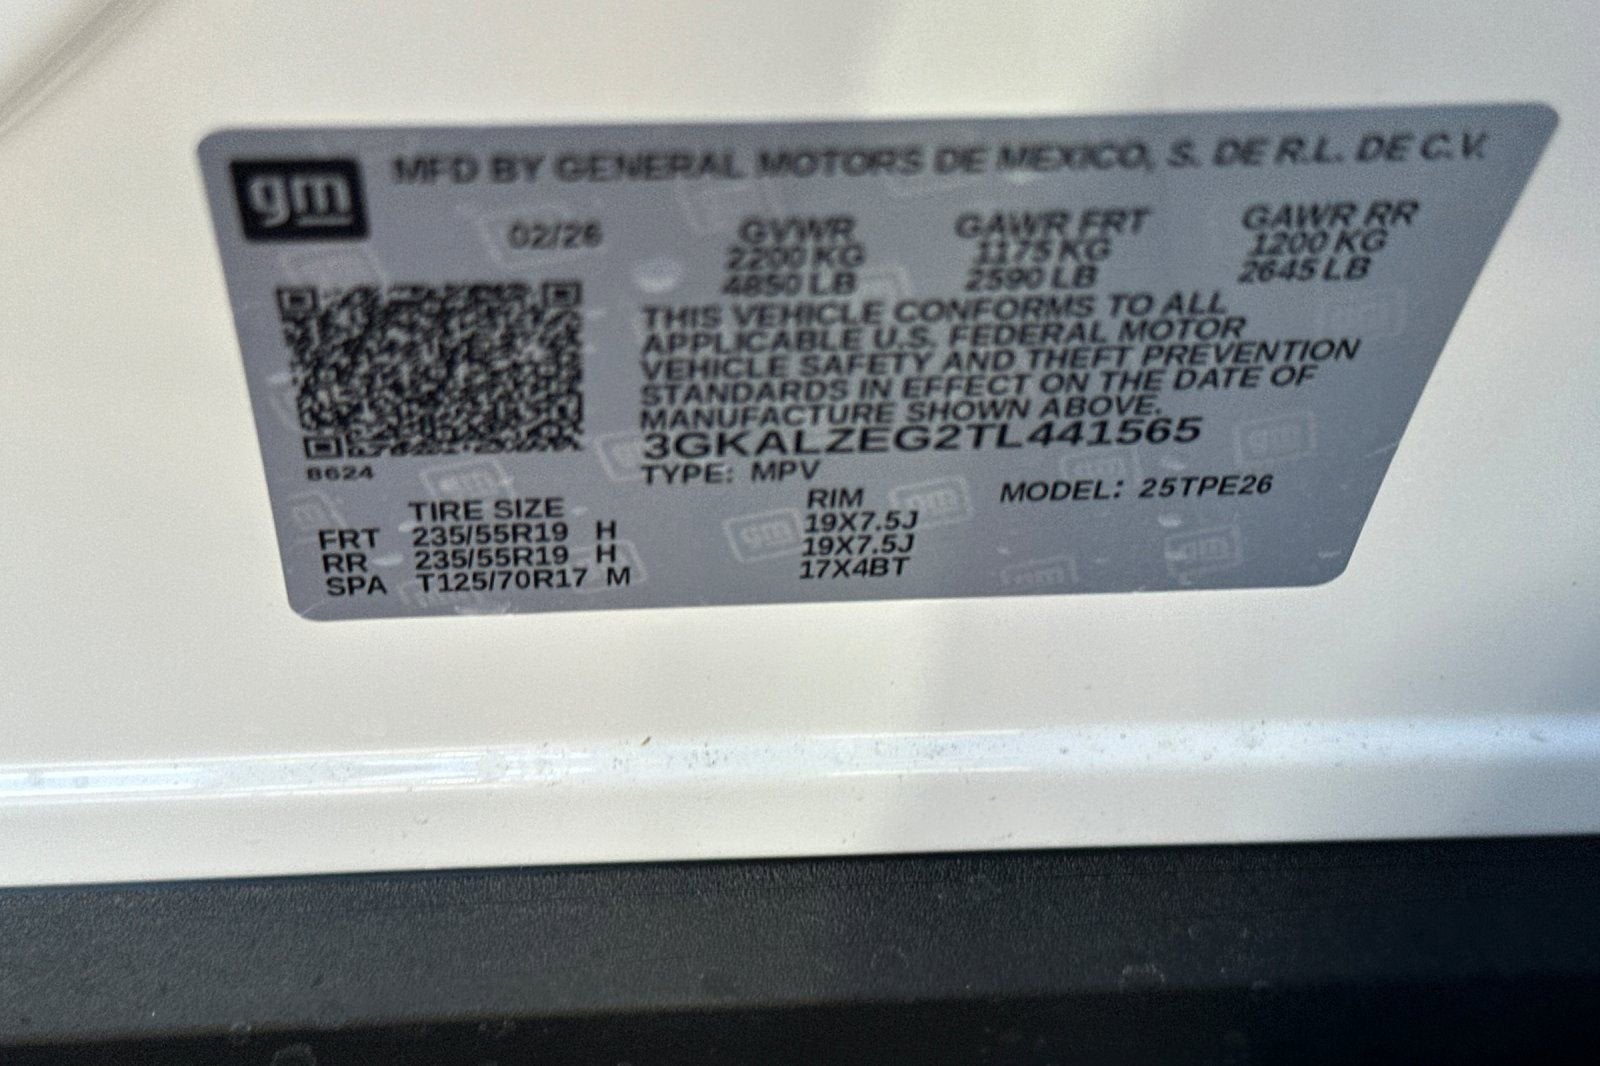 gm
MFD BY GENERAL MOTORS DE MEXICO, S. DE R.L. DE C.V.
02/26
GVWR GAWR FRT GAWR RR
2200 KG 1175 KG 1200 KG
4850 LB 2590 LB 2645 LB
THIS VEHICLE CONFORMS TO ALL
APPLICABLE U.S. FEDERAL MOTOR
VEHICLE SAFETY AND THEFT PREVENTION
STANDARDS IN EFFECT ON THE DATE OF
MANUFACTURE SHOWN ABOVE.
3GKALZEG2TL441565
8624
TYPE: MPV
MODEL: 25TPE26
TIRE SIZE RIM
FRT 235/55R19 H 19X7.5J
RR 235/55R19 H 19X7.5J
SPA T125/70R17 M 17X4BT